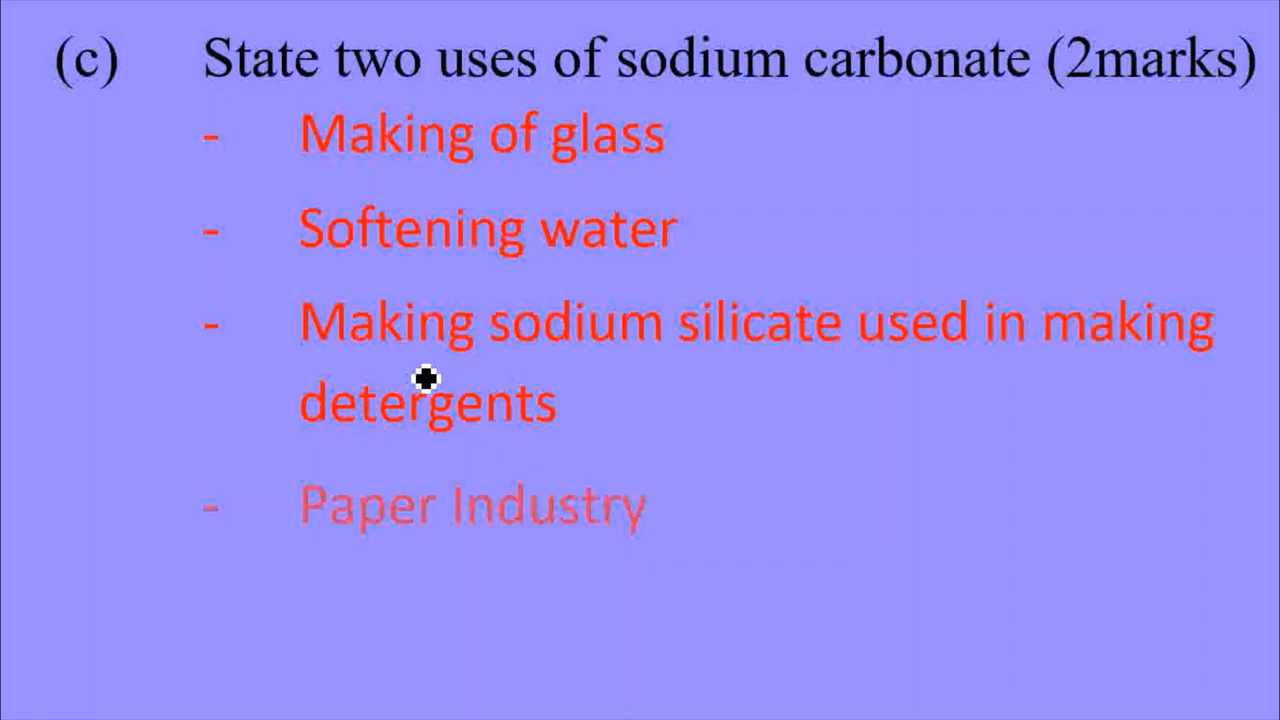 (c) State two uses of sodium carbonate (2marks)
- Making of glass
- Softening water
- Making sodium silicate used in making
detergents
- Paper Industry